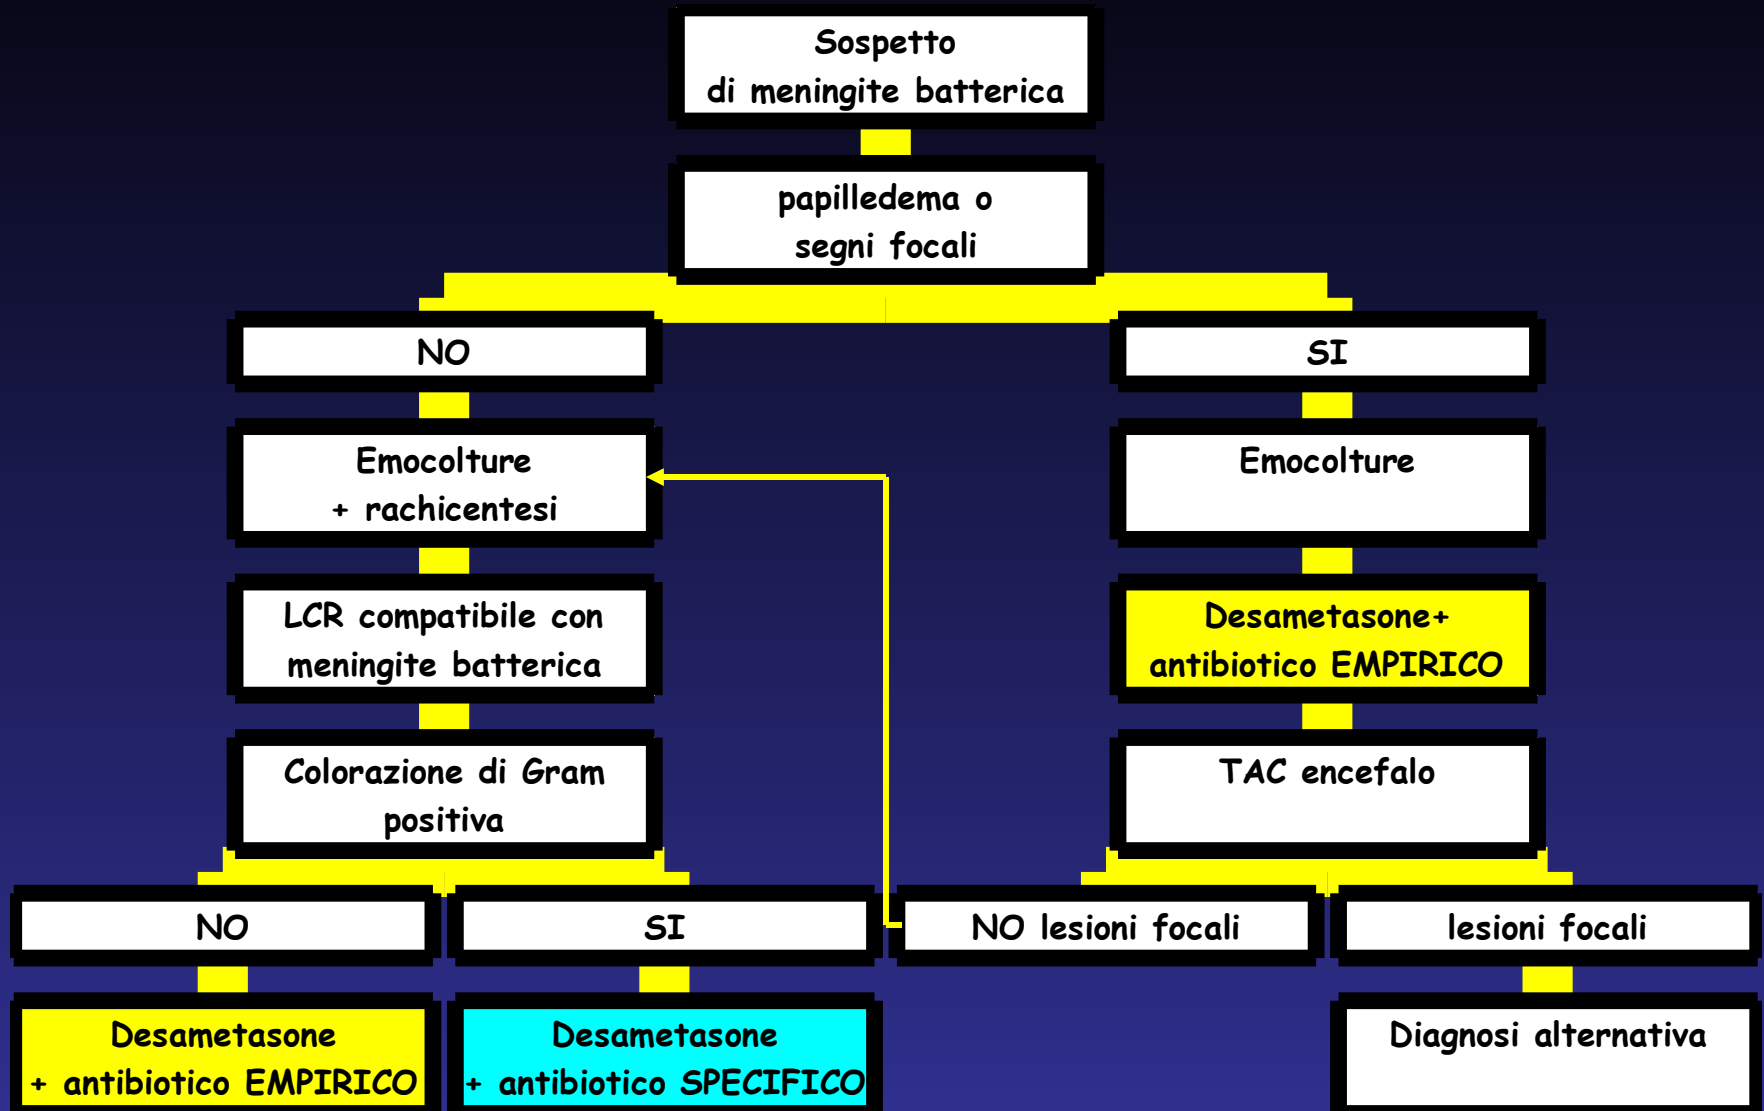 Sospetto
di meningite batterica
papilledema o
segni focali
NO
SI
Emocolture
+ rachicentesi
Emocolture
LCR compatibile con
meningite batterica
Desametasone+
antibiotico EMPIRICO
Colorazione di Gram
positiva
TAC encefalo
NO
SI
NO lesioni focali
lesioni focali
Desametasone
+ antibiotico EMPIRICO
Desametasone
+ antibiotico SPECIFICO
Diagnosi alternativa